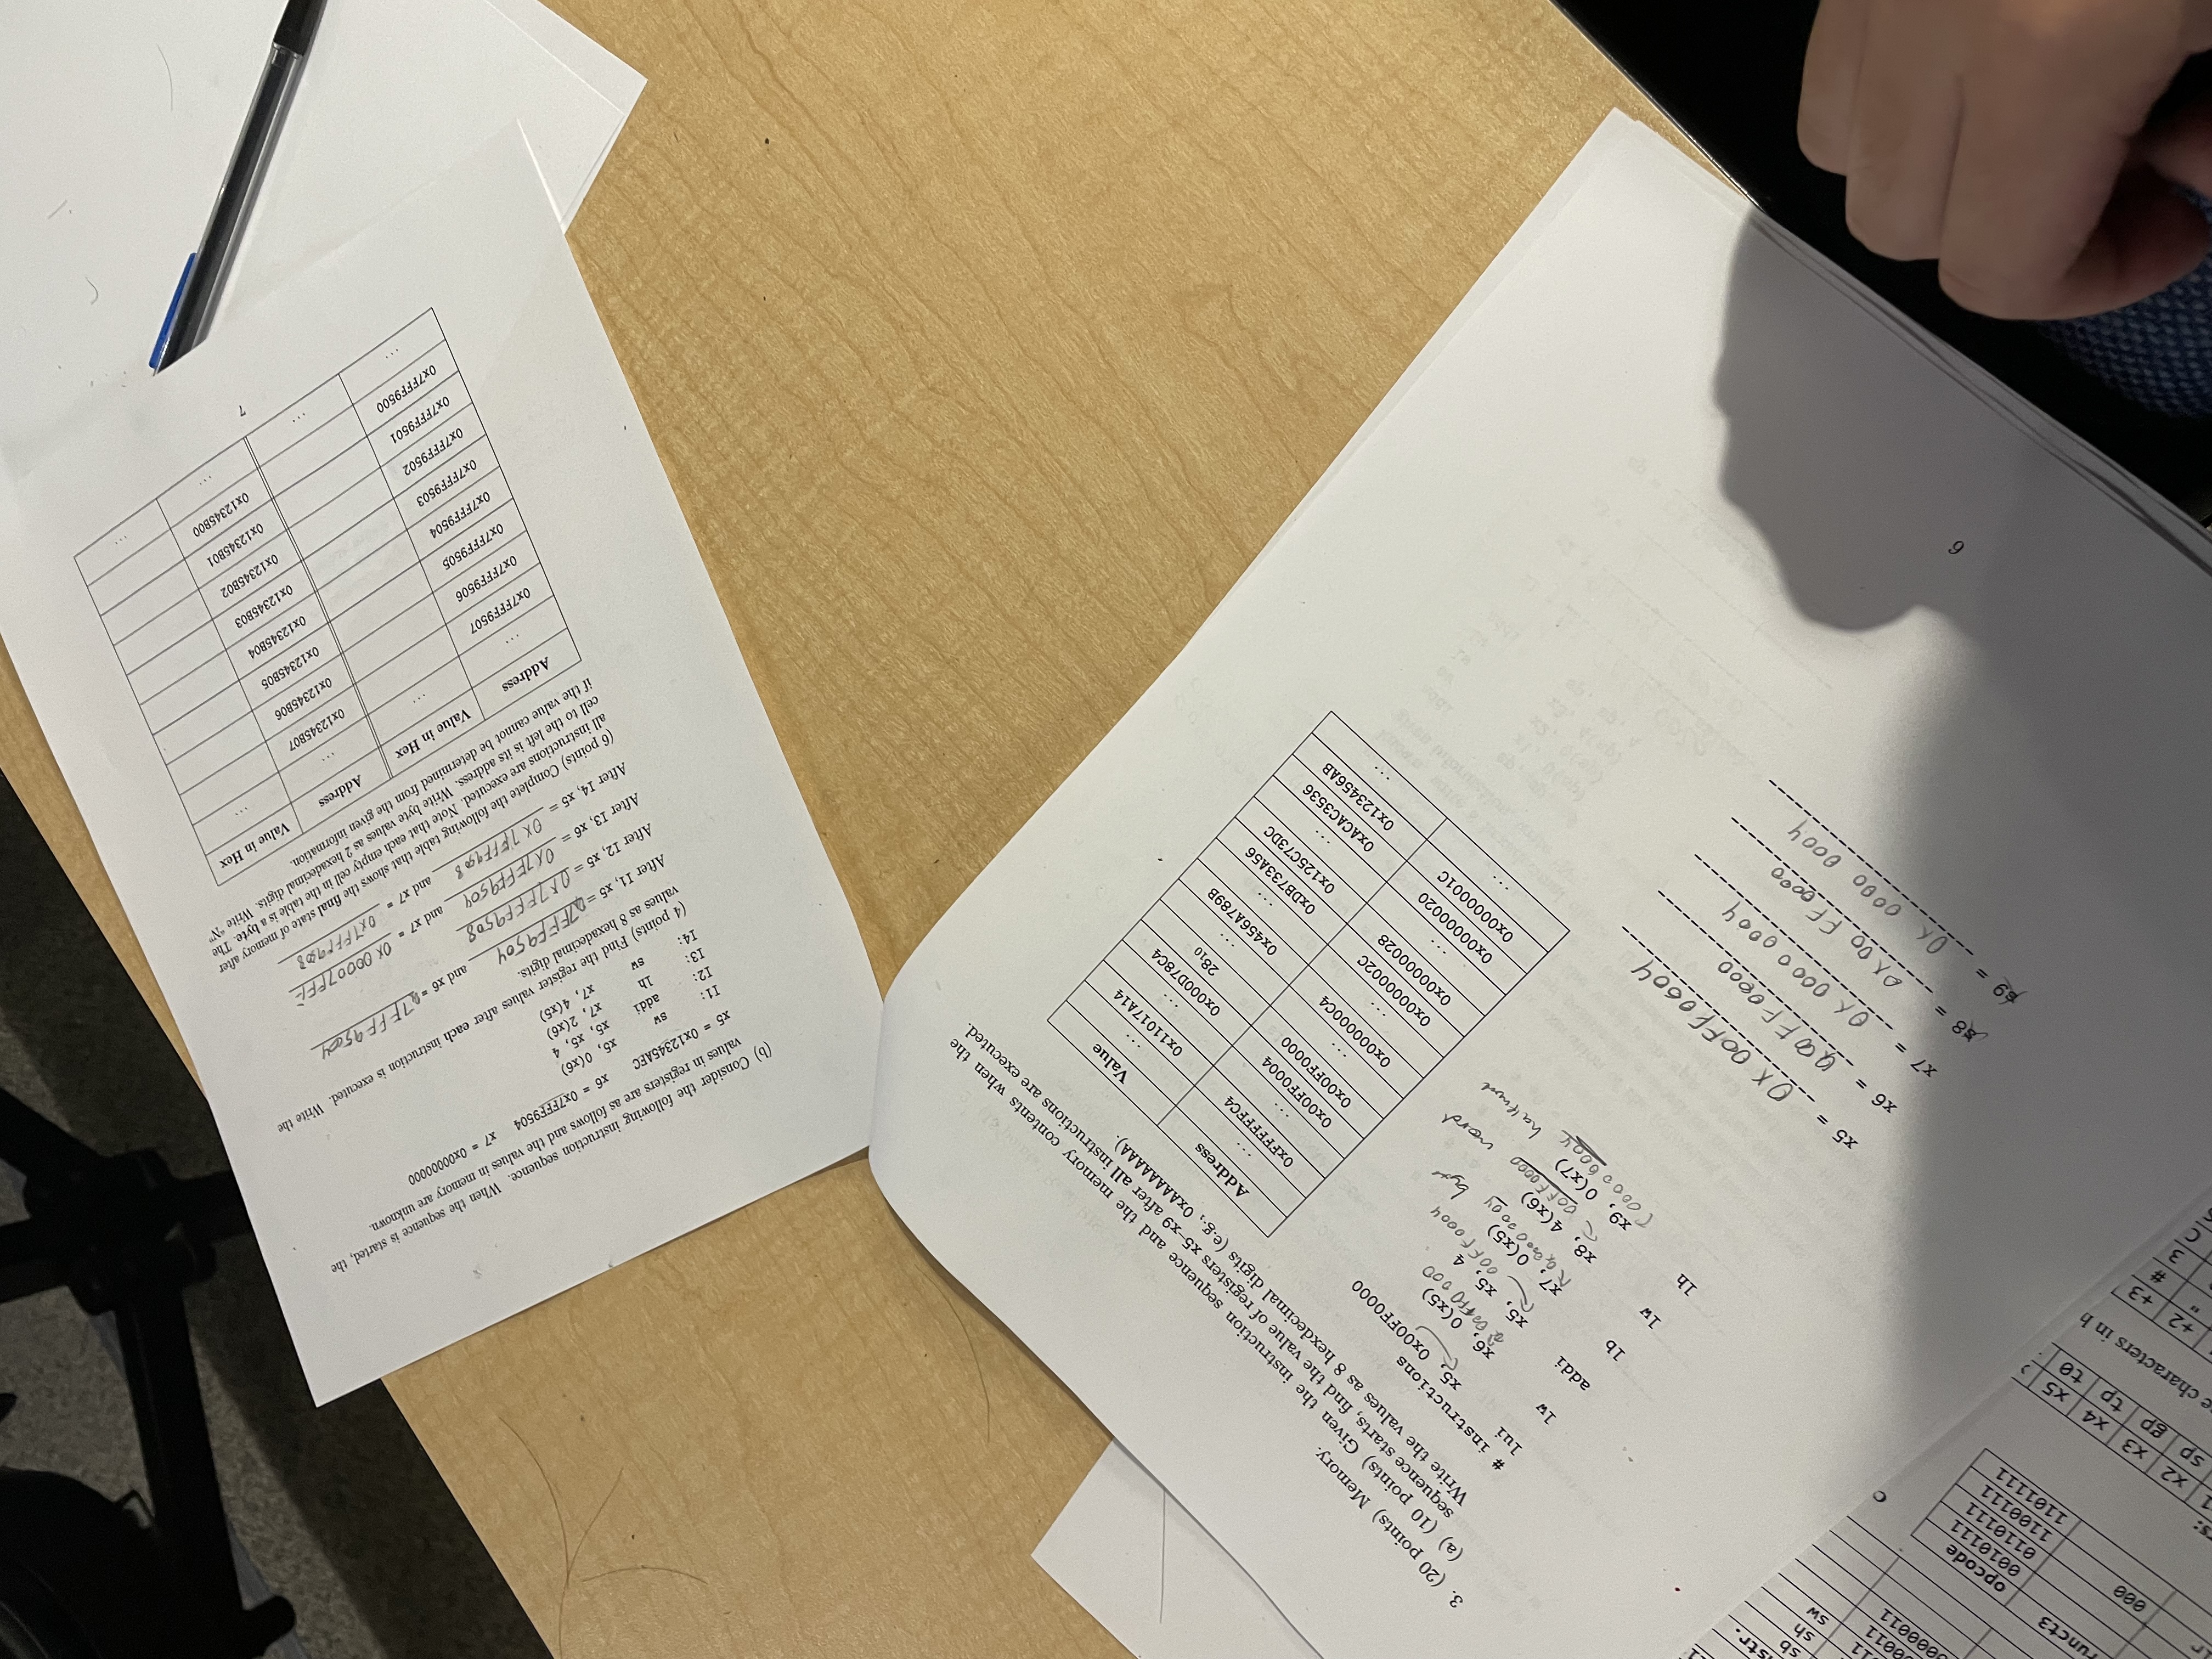 runct3
000
opcode
0010111
0110111
1100111
1101111
sb
sh
sw
x2 x3 x4 x5
sp gp tp t0
e characters in h
+2 +3
" #
3
C
3. (20 points) Memory.
(a) (10 points) Given the instruction sequence and the memory contents when the
sequence starts, find the value of registers x5–x9 after all instructions are executed.
Write the values as 8 hexdecimal digits (e.g., 0xAAAAAAAA).
# instructions
lui x5, 0x00FF0000
lw x6, 0(x5)
addi x5, x5, 4
00FF0004
lb x7, 0(x5)
byte
lw x8, 4(x6)
00FF0000 word
lh x9, 0(x7)
Address Value
... ...
0xFFFFFFC4 0x11017A14
... ...
0x00FF0004 0x000D78C4
0x00FF0000 28₁₀
... ...
0x000000C4 0x456A789B
... ...
0x0000002C 0xDB733A56
0x00000028 0x125C73DC
... ...
0x00000020 0xACAC3536
0x0000001C 0x123456AB
... ...
x5 = 0x00FF0004
x6 = 00FF0000
x7 = 0x00000004
x8 = 0x00FF0000
x9 = 0x00000004
6
(b) Consider the following instruction sequence. When the sequence is started, the
values in registers are as follows and the values in memory are unknown.
x5 = 0x12345AFC x6 = 0x7FFF9504 x7 = 0x00000000
I1: sw x5, 0(x6)
I2: addi x5, x5, 4
I3: lh x7, 2(x6)
I4: sw x7, 4(x5)
(4 points) Find the register values after each instruction is executed. Write the
values as 8 hexadecimal digits.
After I1, x5 = 7FFF9504 and x6 = 7FFF9504
After I2, x5 = 0x7FFF9508
After I3, x6 = 0x7FFF9504 and x7 = 0x00007FFF
After I4, x5 = 0x7FFF9508 and x7 = 0x7FFF9508
(6 points) Complete the following table that shows the final state of memory after
all instructions are executed. Note that each empty cell in the table is a byte. The
cell to the left is its address. Write byte values as 2 hexadecimal digits. Write "N"
if the value cannot be determined from the given information.
Address Value in Hex Address Value in Hex
... ... ... ...
0x7FFF9507 0x12345B07
0x7FFF9506 0x12345B06
0x7FFF9505 0x12345B05
0x7FFF9504 0x12345B04
0x7FFF9503 0x12345B03
0x7FFF9502 0x12345B02
0x7FFF9501 0x12345B01
0x7FFF9500 0x12345B00
... ... ... ...
7